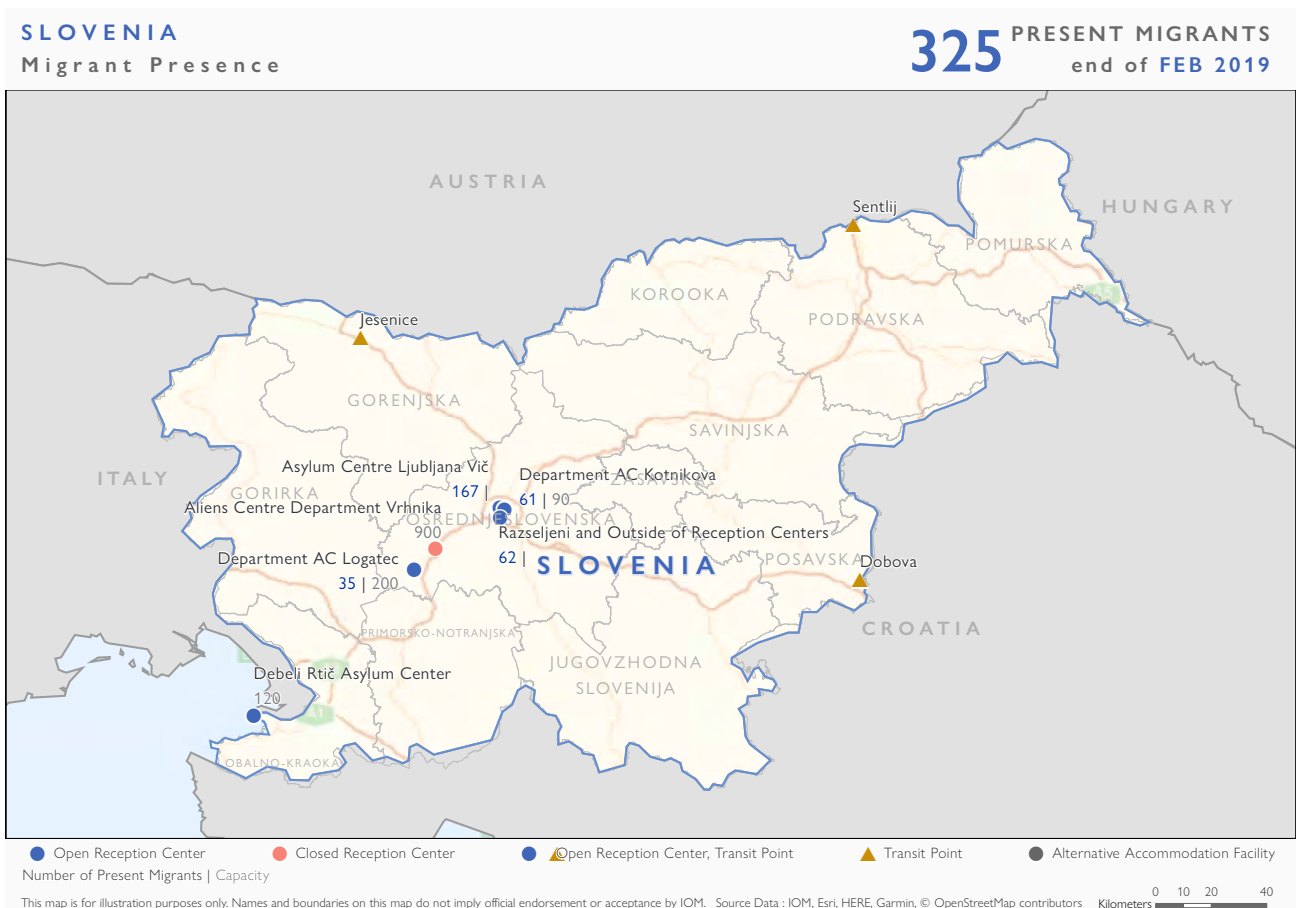 SLOVENIA
Migrant Presence
325 PRESENT MIGRANTS
end of FEB 2019
AUSTRIA
HUNGARY
Sentlij
POMURSKA
KOROOKA
PODRAVSKA
Jesenice
GORENJSKA
SAVINJSKA
ITALY
Asylum Centre Ljubljana Vič
167 |
Department AC Kotnikova
61 | 90
ZASAVSKA
GORIRKA
Aliens Centre Department Vrhnika
900
OSREDNJESLOVENSKA
Razseljeni and Outside of Reception Centers
62 |
SLOVENIA
Department AC Logatec
35 | 200
POSAVSKA
Dobova
CROATIA
PRIMORSKO-NOTRANJSKA
JUGOVZHODNA
SLOVENIJA
Debeli Rtič Asylum Center
120
OBALNO-KRAOKA
Open Reception Center
Closed Reception Center
Open Reception Center, Transit Point
Transit Point
Alternative Accommodation Facility
Number of Present Migrants | Capacity
This map is for illustration purposes only. Names and boundaries on this map do not imply official endorsement or acceptance by IOM. Source Data : IOM, Esri, HERE, Garmin, © OpenStreetMap contributors
Kilometers
0 10 20 40